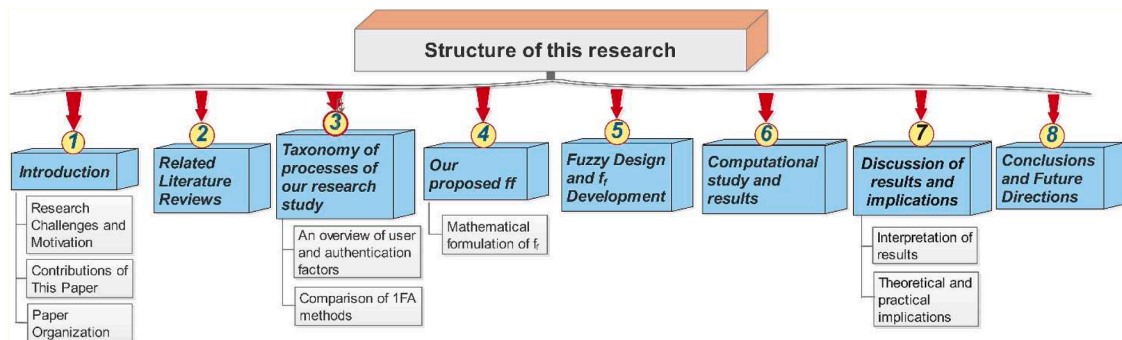 Structure of this research
1
Introduction
Research
Challenges and
Motivation
Contributions of
This Paper
Paper
Organization
2
Related
Literature
Reviews
3
Taxonomy of
processes of
our research
study
An overview of user
and authentication
factors
Comparison of 1FA
methods
4
Our
proposed ff
Mathematical
formulation of fᵣ
5
Fuzzy Design
and fᵣ
Development
6
Computational
study and
results
7
Discussion of
results and
implications
Interpretation of
results
Theoretical and
practical
implications
8
Conclusions
and Future
Directions